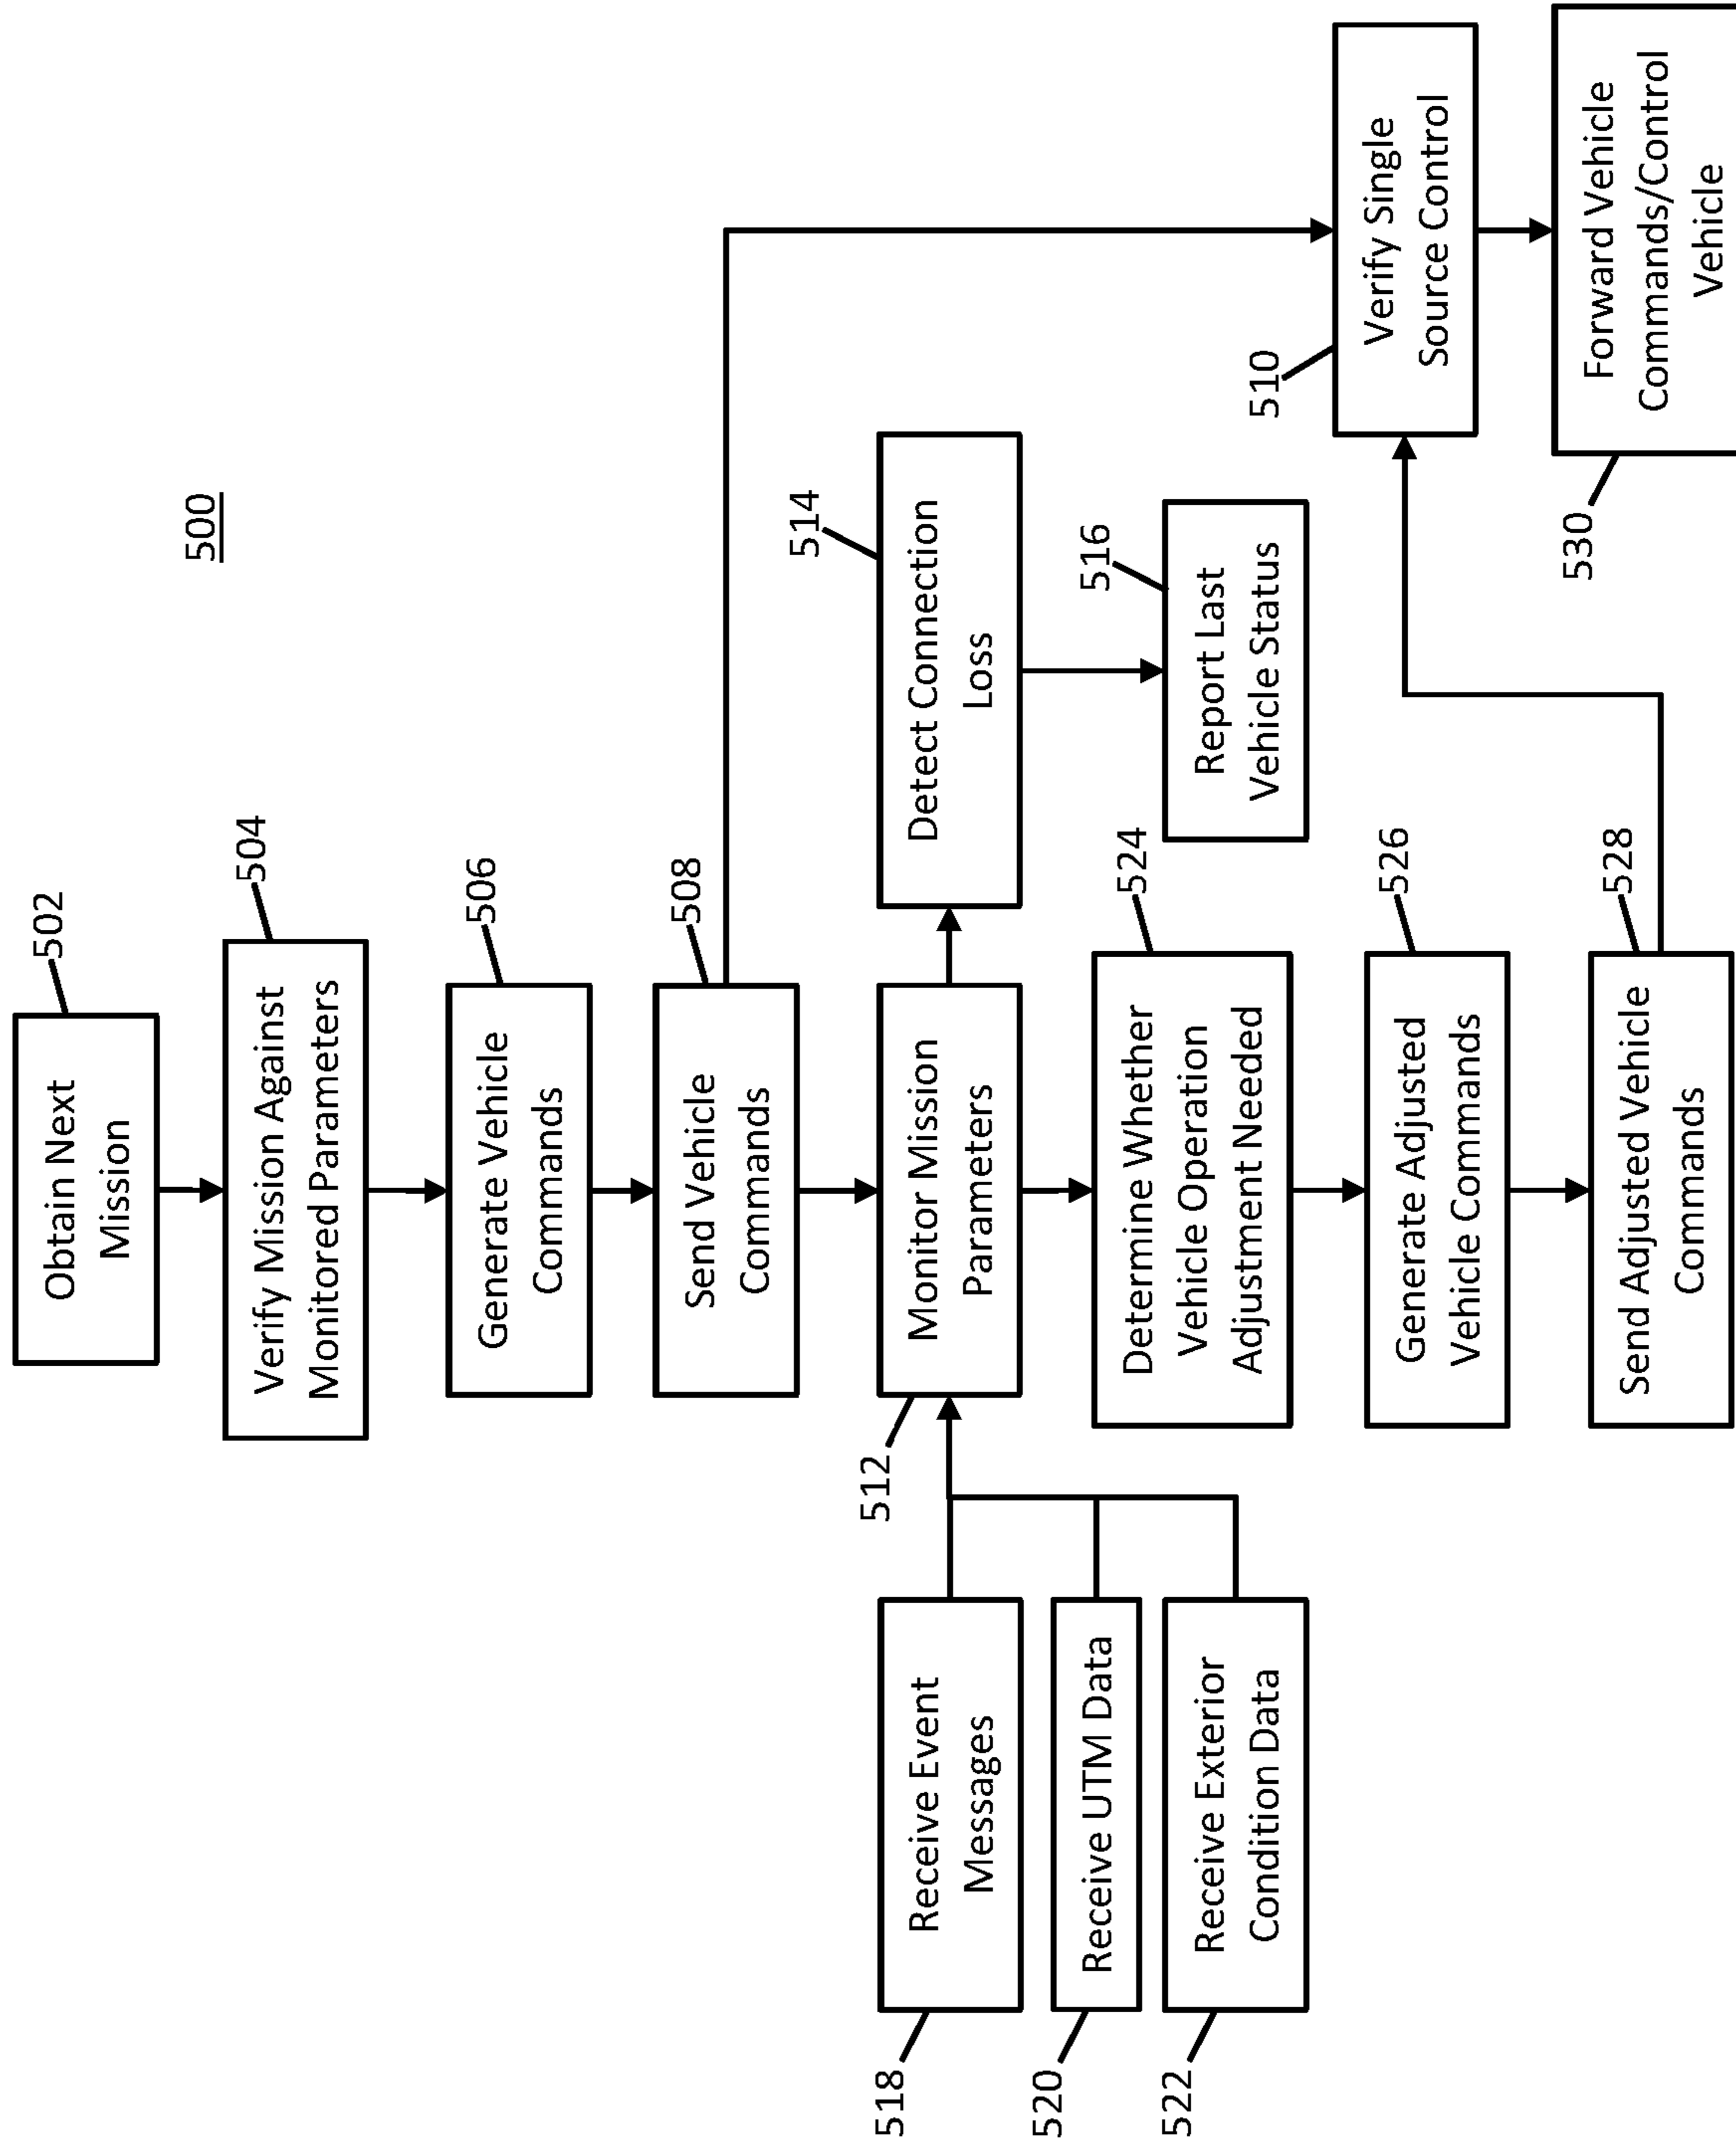 500
502
Obtain Next
Mission
504
Verify Mission Against
Monitored Parameters
506
Generate Vehicle
Commands
508
Send Vehicle
Commands
512
Monitor Mission
Parameters
514
Detect Connection
Loss
516
Report Last
Vehicle Status
518
Receive Event
Messages
520
Receive UTM Data
522
Receive Exterior
Condition Data
524
Determine Whether
Vehicle Operation
Adjustment Needed
526
Generate Adjusted
Vehicle Commands
528
Send Adjusted Vehicle
Commands
510
Verify Single
Source Control
530
Forward Vehicle
Commands/Control
Vehicle